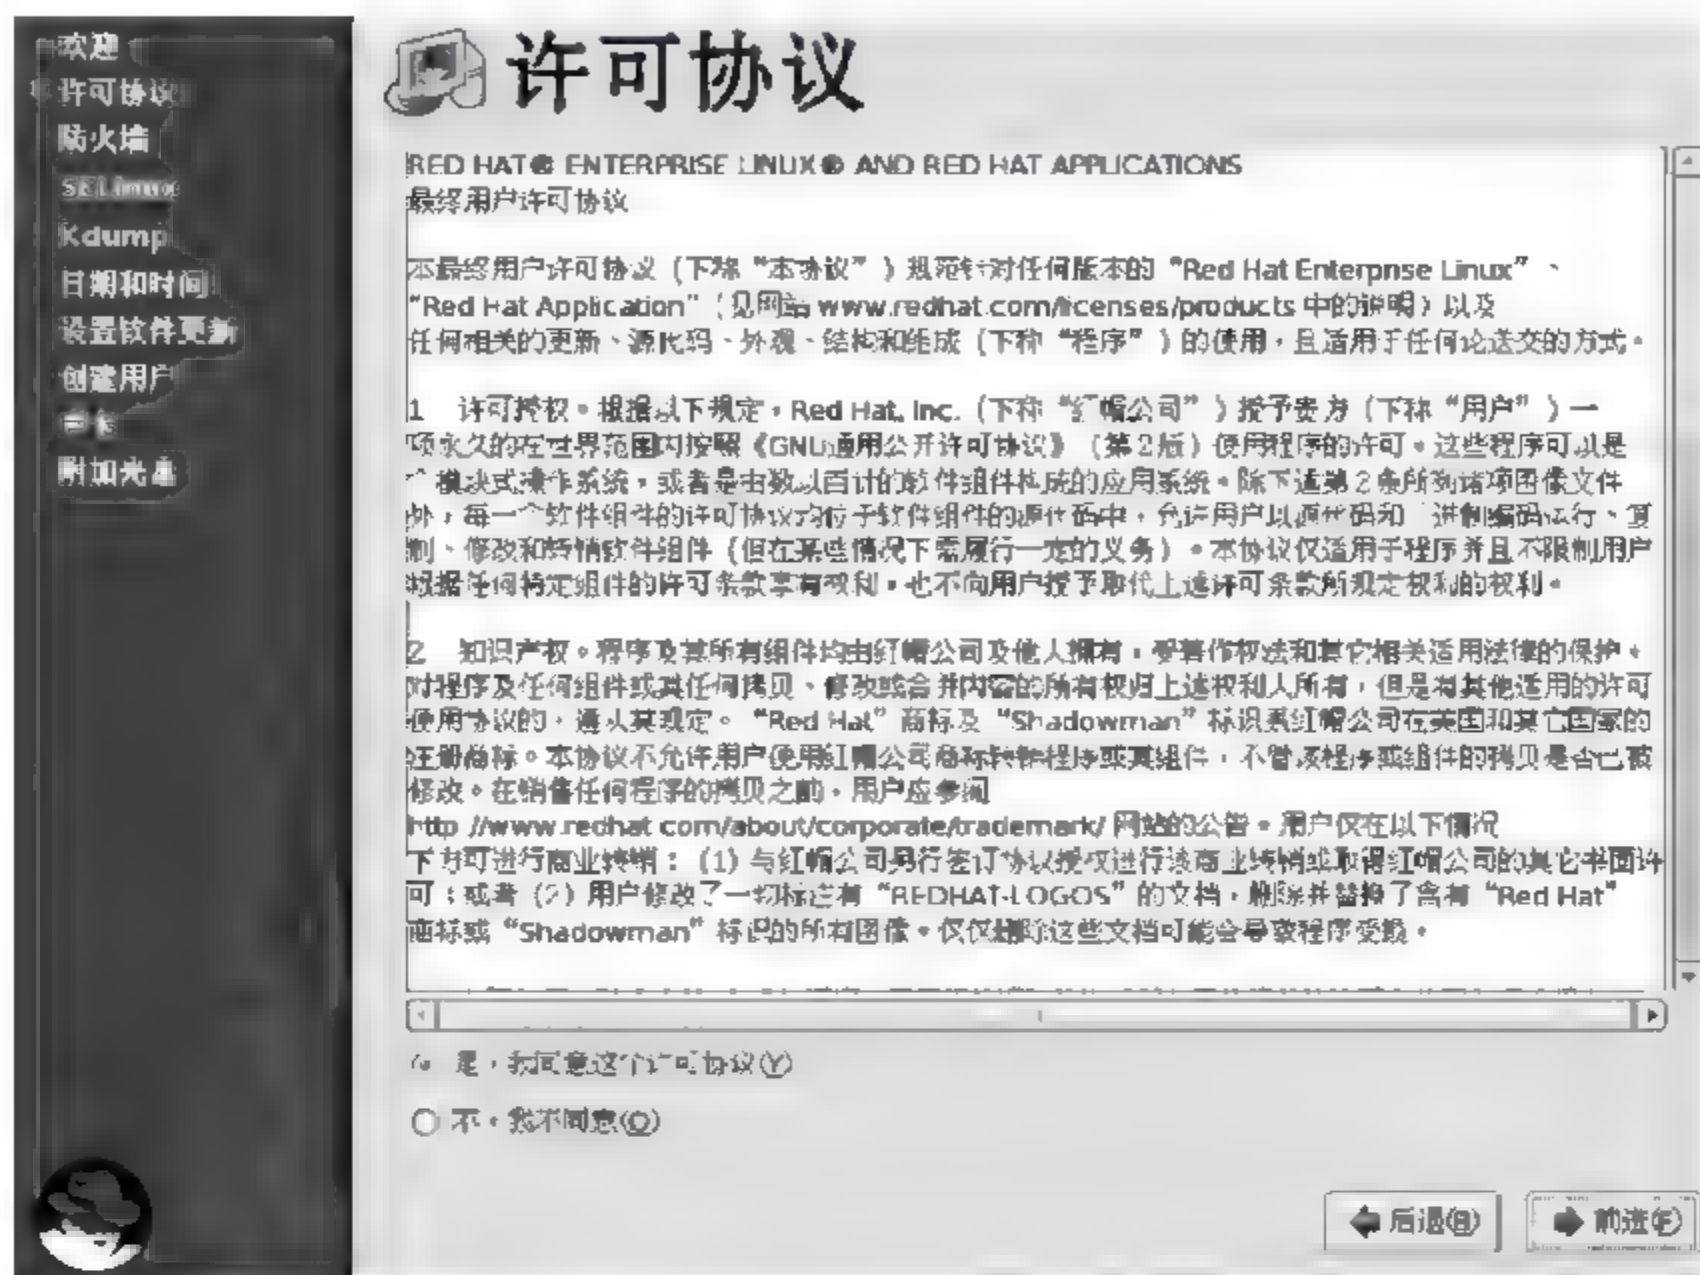 欢迎
许可协议
防火墙
SELinux
Kdump
日期和时间
设置软件更新
创建用户
声卡
附加光盘
许可协议
RED HAT® ENTERPRISE LINUX® AND RED HAT APPLICATIONS
最终用户许可协议
本最终用户许可协议（下称“本协议”）规范针对任何版本的“Red Hat Enterprise Linux”、
“Red Hat Application”（见网站 www.redhat.com/licenses/products 中的说明）以及
任何相关的更新、源代码、外观、结构和组成（下称“程序”）的使用，且适用于任何论送交的方式。
1 许可授权。根据以下规定，Red Hat, Inc.（下称“红帽公司”）授予贵方（下称“用户”）一
项永久的在世界范围内按照《GNU通用公开许可协议》（第2版）使用程序的许可。这些程序可以是
个模块式操作系统，或者是由数以百计的软件组件构成的应用系统。除下述第2条所列诸项图像文件
外，每一个软件组件的许可协议均位于软件组件的源代码中，允许用户以源代码和 进制编码运行、复
制、修改和转销软件组件（但在某些情况下需履行一定的义务）。本协议仅适用于程序并且不限制用户
根据任何特定组件的许可条款享有权利，也不向用户授予取代上述许可条款所规定权利的权利。
2 知识产权。程序及其所有组件均由红帽公司及他人拥有，受著作权法和其它相关适用法律的保护。
对程序及任何组件或其任何拷贝、修改或合并内容的所有权归上述权利人所有，但是有其他适用的许可
使用协议的，遵从其规定。“Red Hat”商标及“Shadowman”标识系红帽公司在美国和其它国家的
注册商标。本协议不允许用户使用红帽公司商标转销程序或其组件，不管该程序或组件的拷贝是否已被
修改。在销售任何程序的拷贝之前，用户应参阅
http://www.redhat.com/about/corporate/trademark/ 网站的公告。用户仅在以下情况
下方可进行商业转销：(1) 与红帽公司另行签订协议授权进行该商业转销或取得红帽公司的其它书面许
可；或者 (2) 用户修改了一切标注有“REDHAT-LOGOS”的文档，删除并替换了含有“Red Hat”
商标或“Shadowman”标识的所有图像。仅仅删除这些文档可能会导致程序受毁。
是，我同意这个许可协议(Y)
不，我不同意(O)
后退(B)
前进(F)